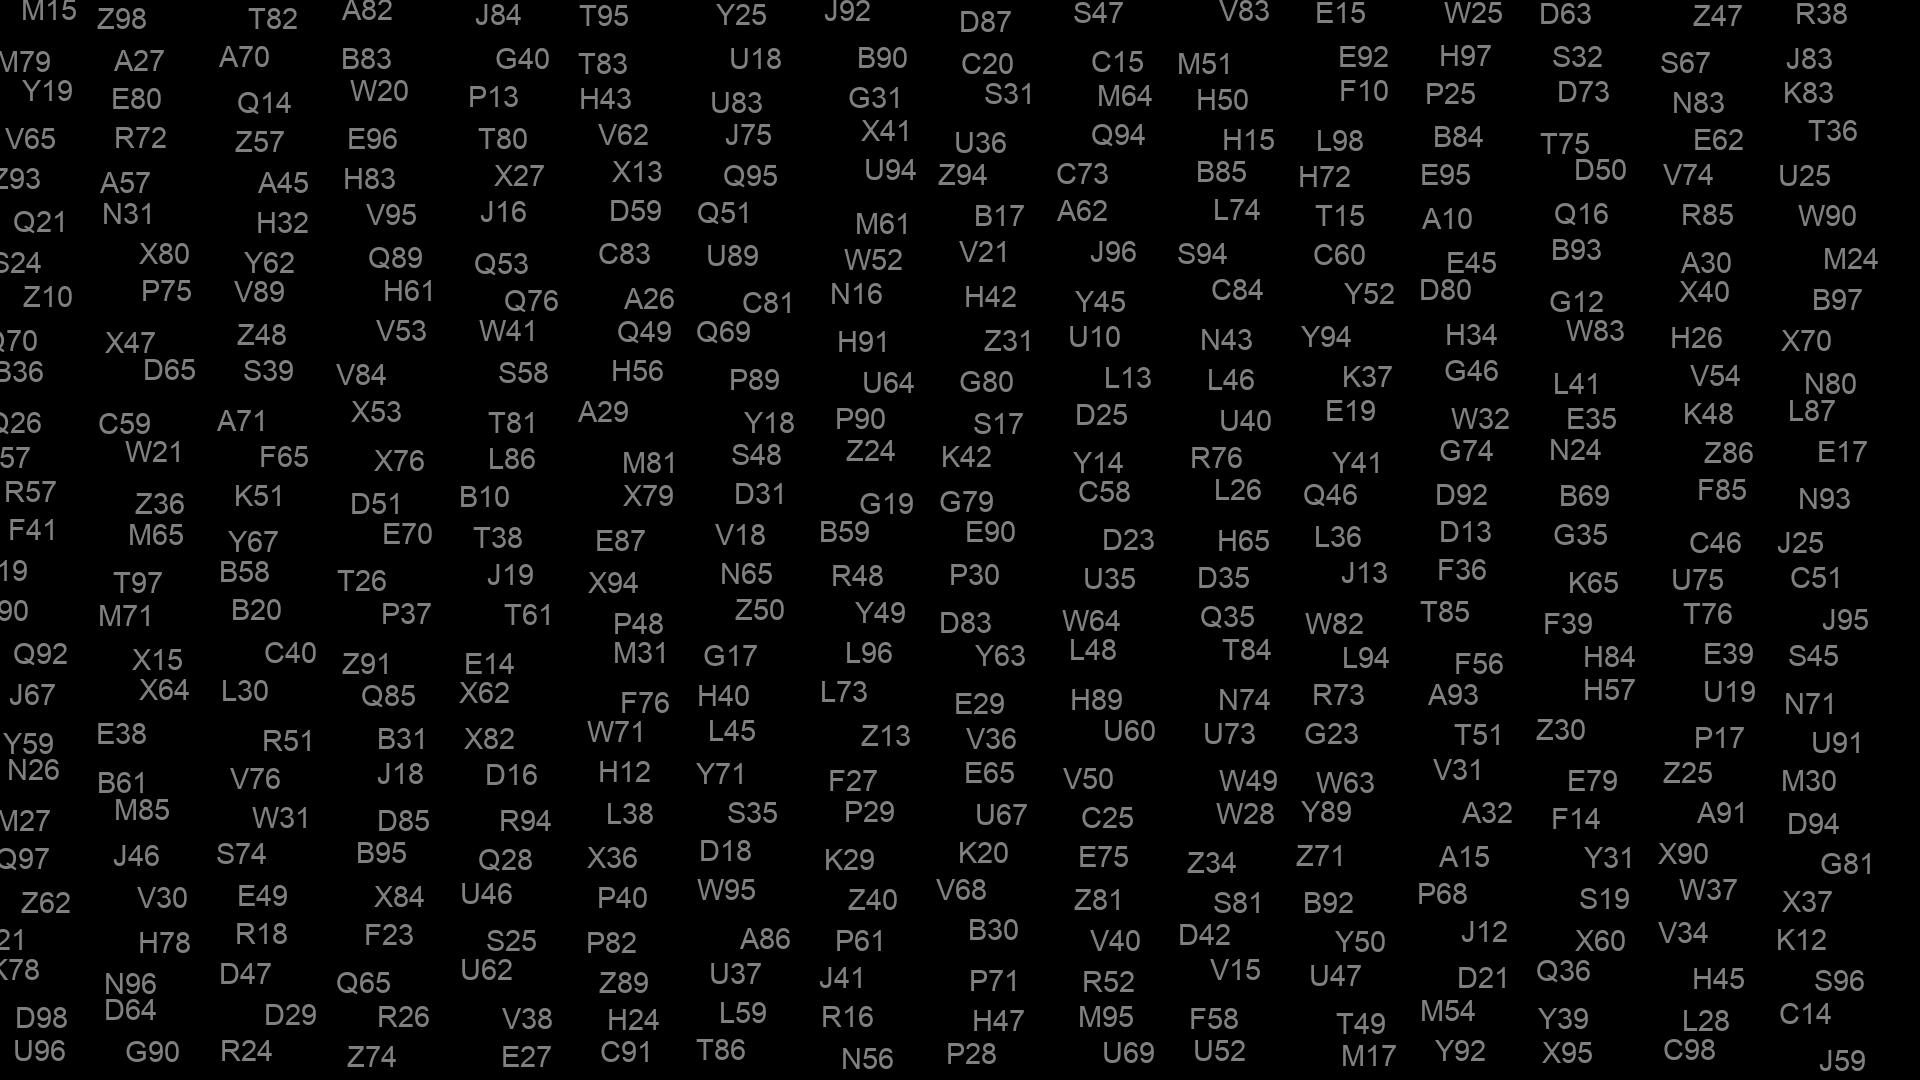 M15 Z98 T82 A82 J84 T95 Y25 J92 D87 S47 V83 E15 W25 D63 Z47 R38
M79 A27 A70 B83 G40 T83 U18 B90 C20 C15 M51 E92 H97 S32 S67 J83
Y19 E80 Q14 W20 P13 H43 U83 G31 S31 M64 H50 F10 P25 D73 N83 K83
V65 R72 Z57 E96 T80 V62 J75 X41 U36 Q94 H15 L98 B84 T75 E62 T36
Z93 A57 A45 H83 X27 X13 Q95 U94 Z94 C73 B85 H72 E95 D50 V74 U25
Q21 N31 H32 V95 J16 D59 Q51 M61 B17 A62 L74 T15 A10 Q16 R85 W90
S24 X80 Y62 Q89 Q53 C83 U89 W52 V21 J96 S94 C60 E45 B93 A30 M24
Z10 P75 V89 H61 Q76 A26 C81 N16 H42 Y45 C84 Y52 D80 G12 X40 B97
Q70 X47 Z48 V53 W41 Q49 Q69 H91 Z31 U10 N43 Y94 H34 W83 H26 X70
B36 D65 S39 V84 S58 H56 P89 U64 G80 L13 L46 K37 G46 L41 V54 N80
Q26 C59 A71 X53 T81 A29 Y18 P90 S17 D25 U40 E19 W32 E35 K48 L87
57 W21 F65 X76 L86 M81 S48 Z24 K42 Y14 R76 Y41 G74 N24 Z86 E17
R57 Z36 K51 D51 B10 X79 D31 G19 G79 C58 L26 Q46 D92 B69 F85 N93
F41 M65 Y67 E70 T38 E87 V18 B59 E90 D23 H65 L36 D13 G35 C46 J25
19 T97 B58 T26 J19 X94 N65 R48 P30 U35 D35 J13 F36 K65 U75 C51
90 M71 B20 P37 T61 P48 Z50 Y49 D83 W64 Q35 W82 T85 F39 T76 J95
Q92 X15 C40 Z91 E14 M31 G17 L96 Y63 L48 T84 L94 F56 H84 E39 S45
J67 X64 L30 Q85 X62 F76 H40 L73 E29 H89 N74 R73 A93 H57 U19 N71
Y59 E38 R51 B31 X82 W71 L45 Z13 V36 U60 U73 G23 T51 Z30 P17 U91
N26 B61 V76 J18 D16 H12 Y71 F27 E65 V50 W49 W63 V31 E79 Z25 M30
M27 M85 W31 D85 R94 L38 S35 P29 U67 C25 W28 Y89 A32 F14 A91 D94
Q97 J46 S74 B95 Q28 X36 D18 K29 K20 E75 Z34 Z71 A15 Y31 X90 G81
Z62 V30 E49 X84 U46 P40 W95 Z40 V68 Z81 S81 B92 P68 S19 W37 X37
21 H78 R18 F23 S25 P82 A86 P61 B30 V40 D42 Y50 J12 X60 V34 K12
K78 N96 D47 Q65 U62 Z89 U37 J41 P71 R52 V15 U47 D21 Q36 H45 S96
D98 D64 D29 R26 V38 H24 L59 R16 H47 M95 F58 T49 M54 Y39 L28 C14
U96 G90 R24 Z74 E27 C91 T86 N56 P28 U69 U52 M17 Y92 X95 C98 J59